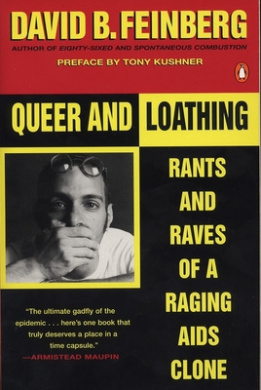 DAVID B. FEINBERG
AUTHOR OF EIGHTY-SIXED AND SPONTANEOUS COMBUSTION
PREFACE BY TONY KUSHNER
QUEER AND LOATHING
RANTS
AND
RAVES
OF A
RAGING
AIDS
CLONE
"The ultimate gadfly of the
epidemic . . . here's one book that
truly deserves a place in a
time capsule."
—ARMISTEAD MAUPIN